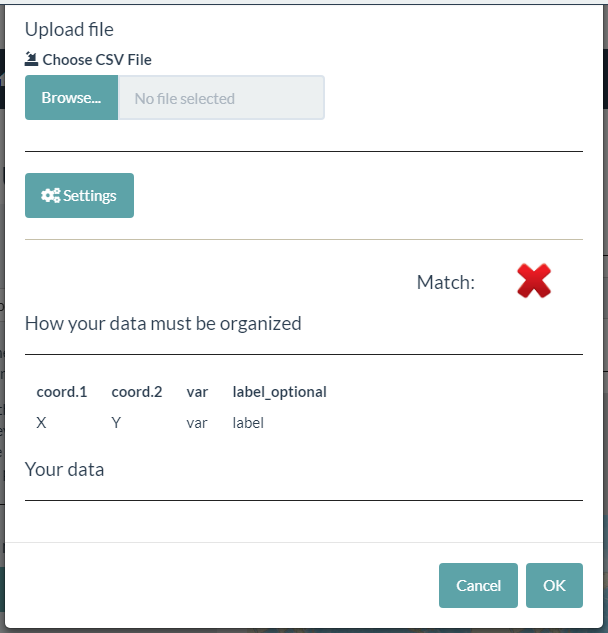 Upload file
Choose CSV File
Browse... No file selected
Settings
Match:
How your data must be organized
coord.1 coord.2 var label_optional
X Y var label
Your data
Cancel OK